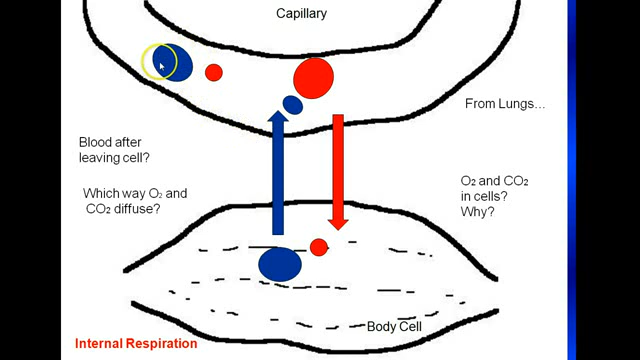 Capillary
From Lungs...
Blood after
leaving cell?
Which way O₂ and
CO₂ diffuse?
O₂ and CO₂
in cells?
Why?
Body Cell
Internal Respiration